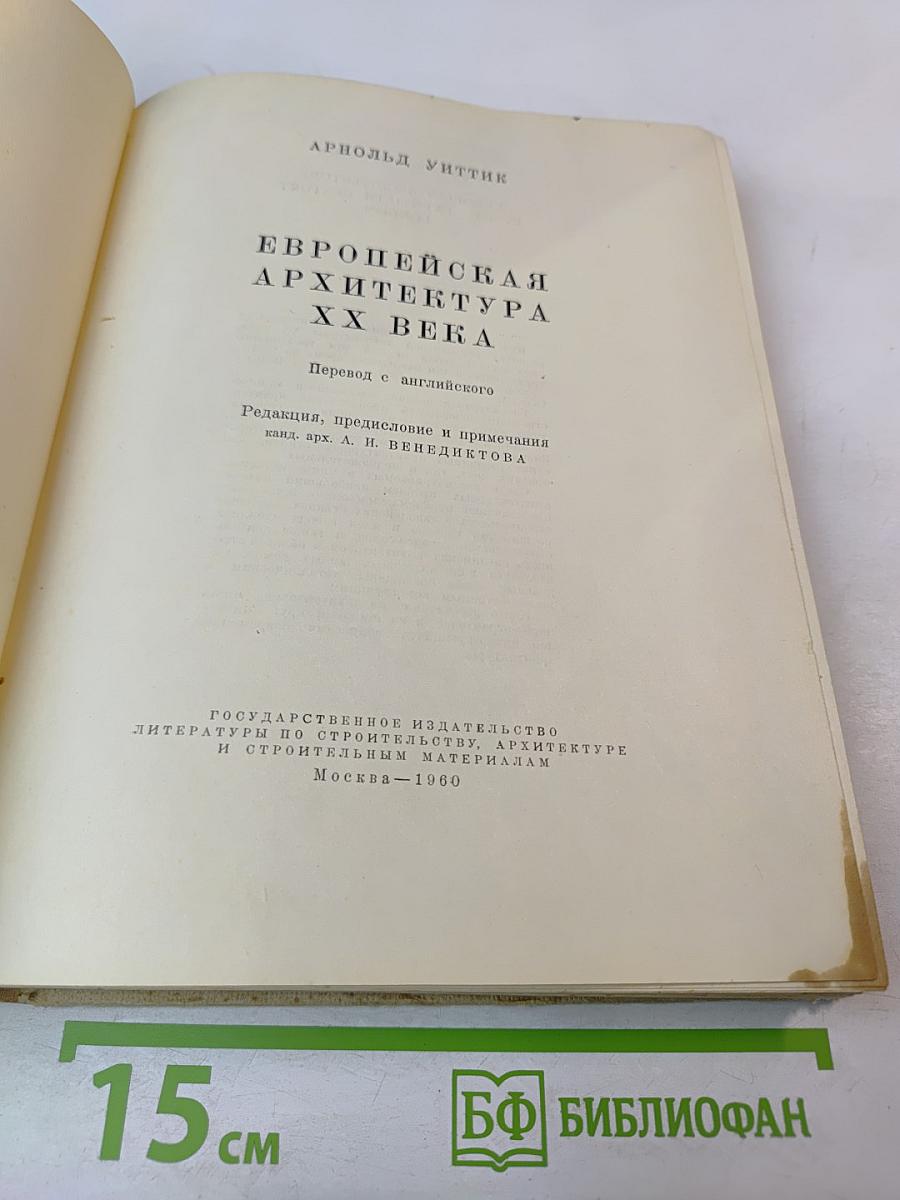 АРНОЛЬД УИТТИК
ЕВРОПЕЙСКАЯ
АРХИТЕКТУРА
XX ВЕКА
Перевод с английского
Редакция, предисловие и примечания
канд. арх. А. И. ВЕНЕДИКТОВА
ГОСУДАРСТВЕННОЕ ИЗДАТЕЛЬСТВО
ЛИТЕРАТУРЫ ПО СТРОИТЕЛЬСТВУ, АРХИТЕКТУРЕ
И СТРОИТЕЛЬНЫМ МАТЕРИАЛАМ
Москва—1960
15 см
БФ БИБЛИОФАН